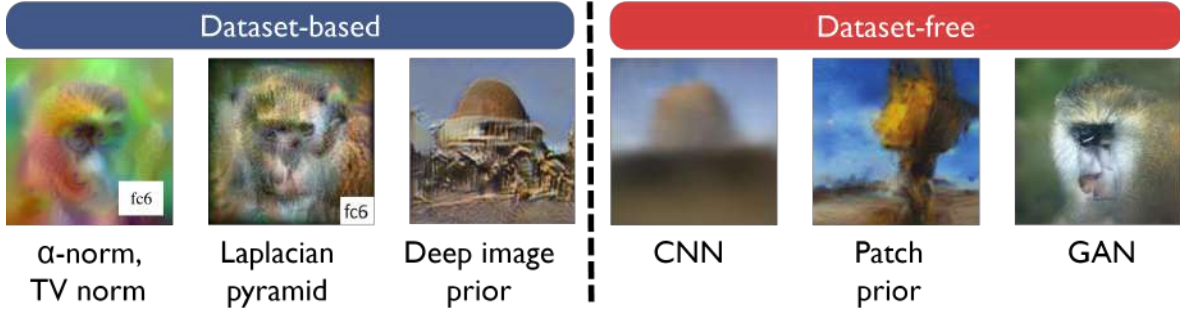 Dataset-based
Dataset-free
fc6
fc6
α-norm,
TV norm
Laplacian
pyramid
Deep image
prior
CNN
Patch
prior
GAN